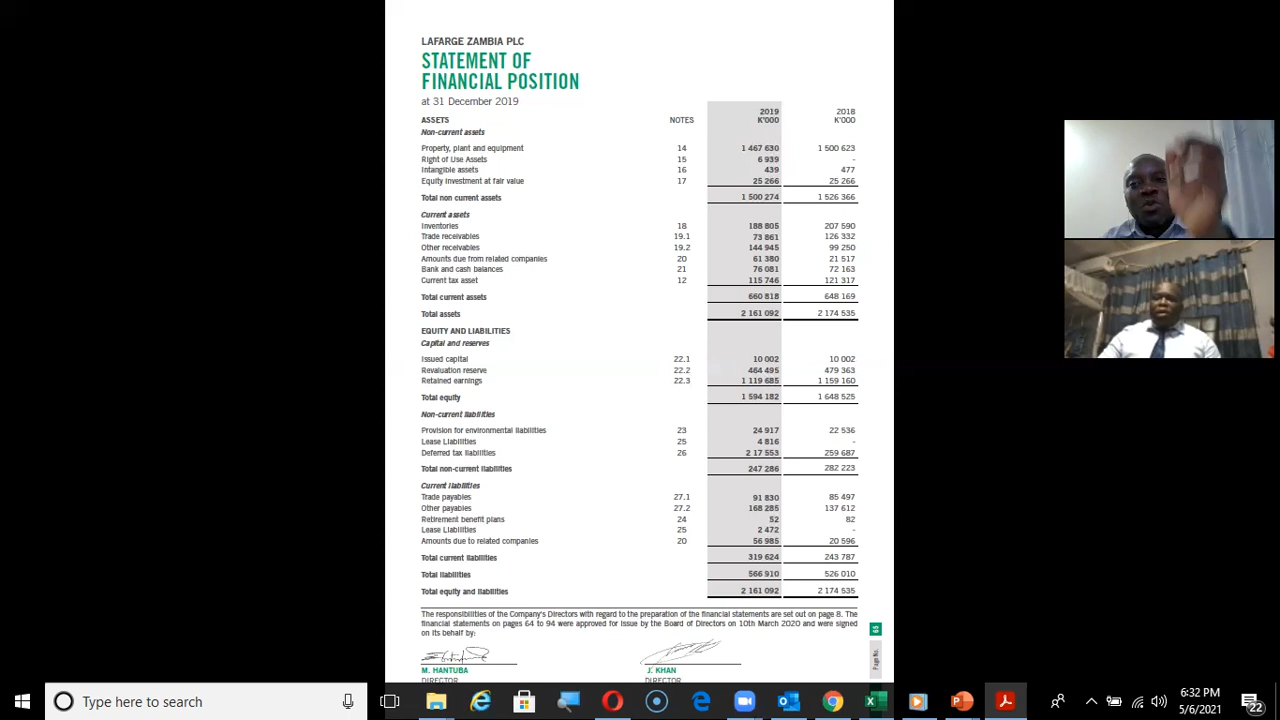 LAFARGE ZAMBIA PLC
STATEMENT OF
FINANCIAL POSITION
at 31 December 2019
2019 2018
ASSETS NOTES K'000 K'000
Non-current assets
Property, plant and equipment 14 1 467 630 1 500 623
Right of Use Assets 15 6 939 -
Intangible assets 16 439 477
Equity investment at fair value 17 25 266 25 266
Total non current assets 1 500 274 1 526 366
Current assets
Inventories 18 188 805 207 590
Trade receivables 19.1 73 861 126 332
Other receivables 19.2 144 945 99 250
Amounts due from related companies 20 61 380 21 517
Bank and cash balances 21 76 081 72 163
Current tax asset 12 115 746 121 317
Total current assets 660 818 648 169
Total assets 2 161 092 2 174 535
EQUITY AND LIABILITIES
Capital and reserves
Issued capital 22.1 10 002 10 002
Revaluation reserve 22.2 464 495 479 363
Retained earnings 22.3 1 119 685 1 159 160
Total equity 1 594 182 1 648 525
Non-current liabilities
Provision for environmental liabilities 23 24 917 22 536
Lease Liabilities 25 4 816 -
Deferred tax liabilities 26 2 17 553 259 687
Total non-current liabilities 247 286 282 223
Current liabilities
Trade payables 27.1 91 830 85 497
Other payables 27.2 168 285 137 612
Retirement benefit plans 24 52 82
Lease Liabilities 25 2 472 -
Amounts due to related companies 20 56 985 20 596
Total current liabilities 319 624 243 787
Total liabilities 566 910 526 010
Total equity and liabilities 2 161 092 2 174 535
The responsibilities of the Company's Directors with regard to the preparation of the financial statements are set out on page 8. The
financial statements on pages 64 to 94 were approved for issue by the Board of Directors on 10th March 2020 and were signed
on its behalf by:
M. HANTUBA J. KHAN
DIRECTOR DIRECTOR
Page No. 65
Type here to search
3:32 PM
5/6/2021
22